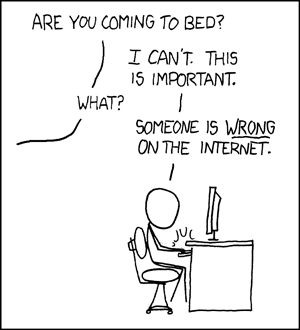 ARE YOU COMING TO BED?
I CAN'T. THIS
IS IMPORTANT.
WHAT?
SOMEONE IS WRONG
ON THE INTERNET.